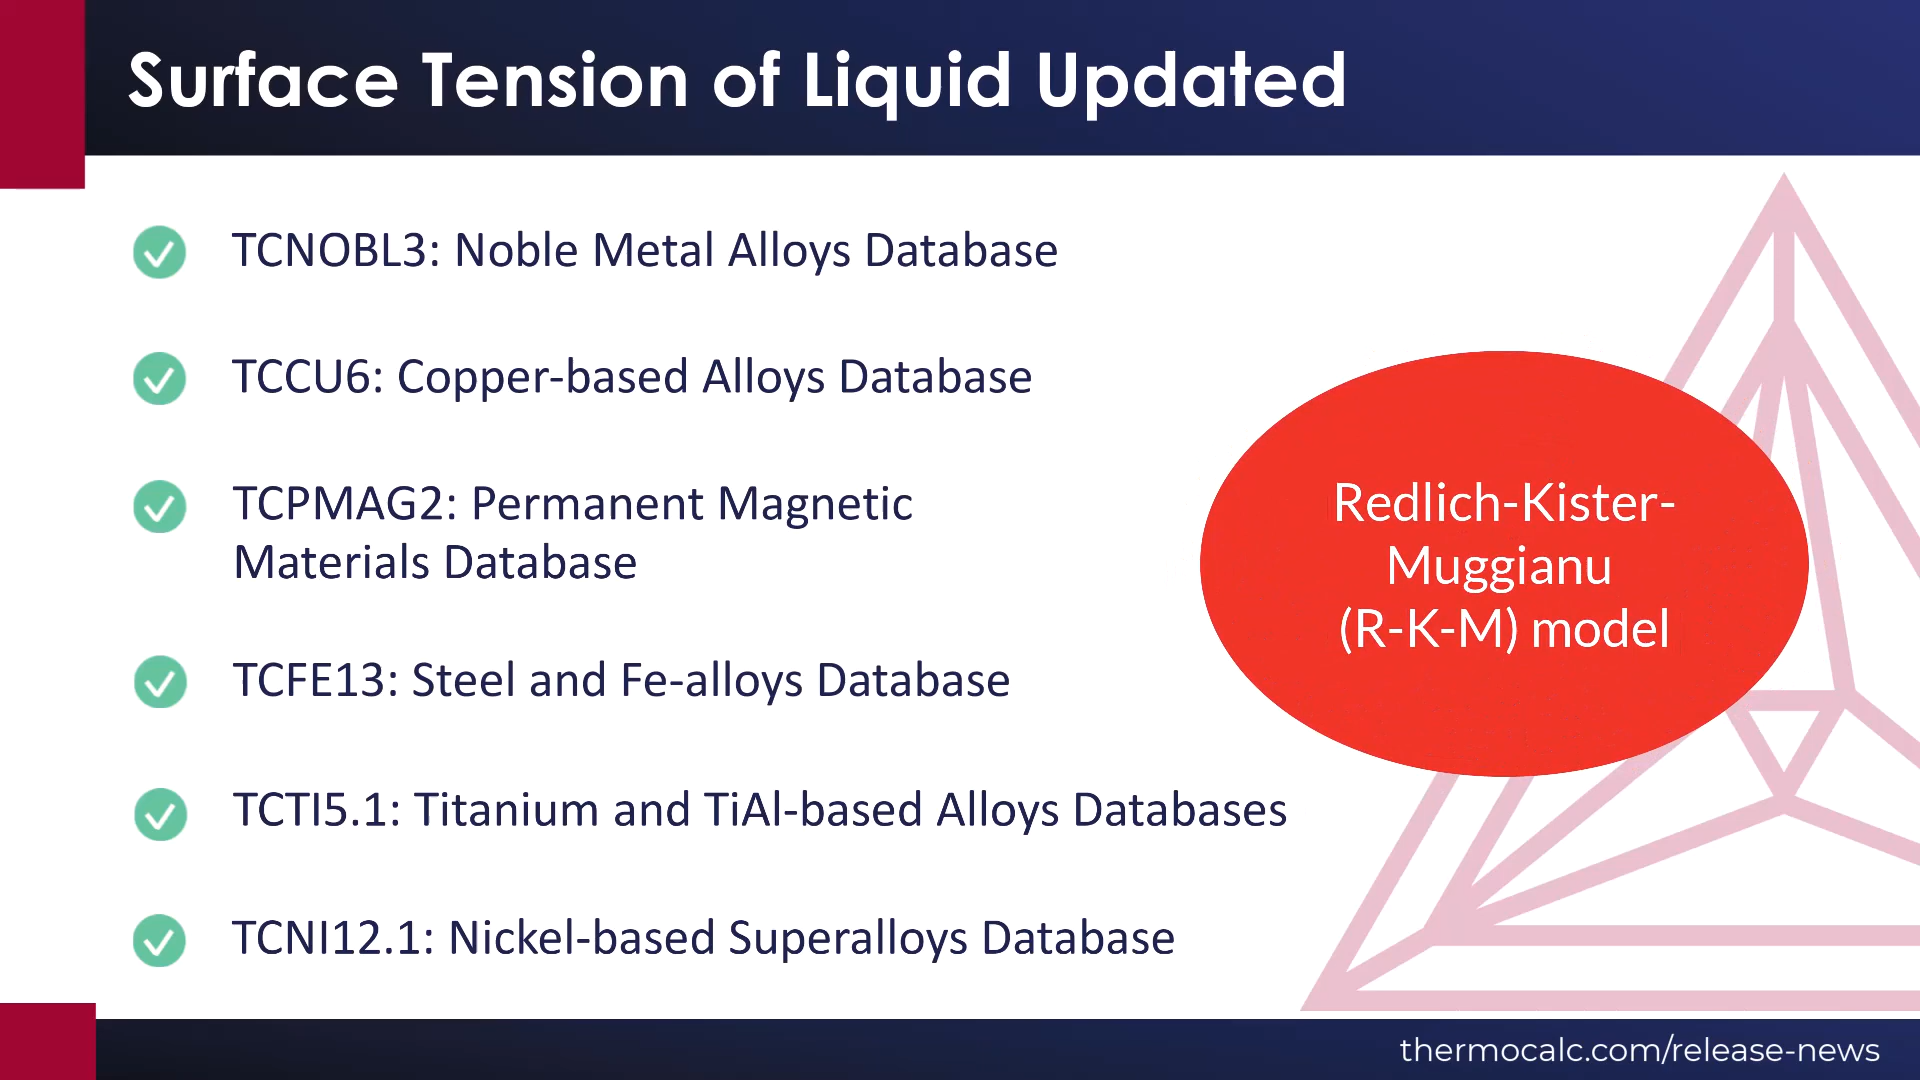 Surface Tension of Liquid Updated
TCNOBL3: Noble Metal Alloys Database
TCCU6: Copper-based Alloys Database
TCPMAG2: Permanent Magnetic
Materials Database
TCFE13: Steel and Fe-alloys Database
TCTI5.1: Titanium and TiAl-based Alloys Databases
TCNI12.1: Nickel-based Superalloys Database
Redlich-Kister-
Muggianu
(R-K-M) model
thermocalc.com/release-news